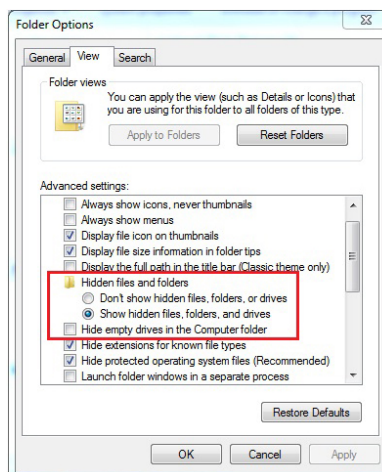 Folder Options
General View Search
Folder views
You can apply the view (such as Details or Icons) that
you are using for this folder to all folders of this type.
Apply to Folders Reset Folders
Advanced settings:
Always show icons, never thumbnails
Always show menus
Display file icon on thumbnails
Display file size information in folder tips
Display the full path in the title bar (Classic theme only)
Hidden files and folders
Don't show hidden files, folders, or drives
Show hidden files, folders, and drives
Hide empty drives in the Computer folder
Hide extensions for known file types
Hide protected operating system files (Recommended)
Launch folder windows in a separate process
Restore Defaults
OK Cancel Apply